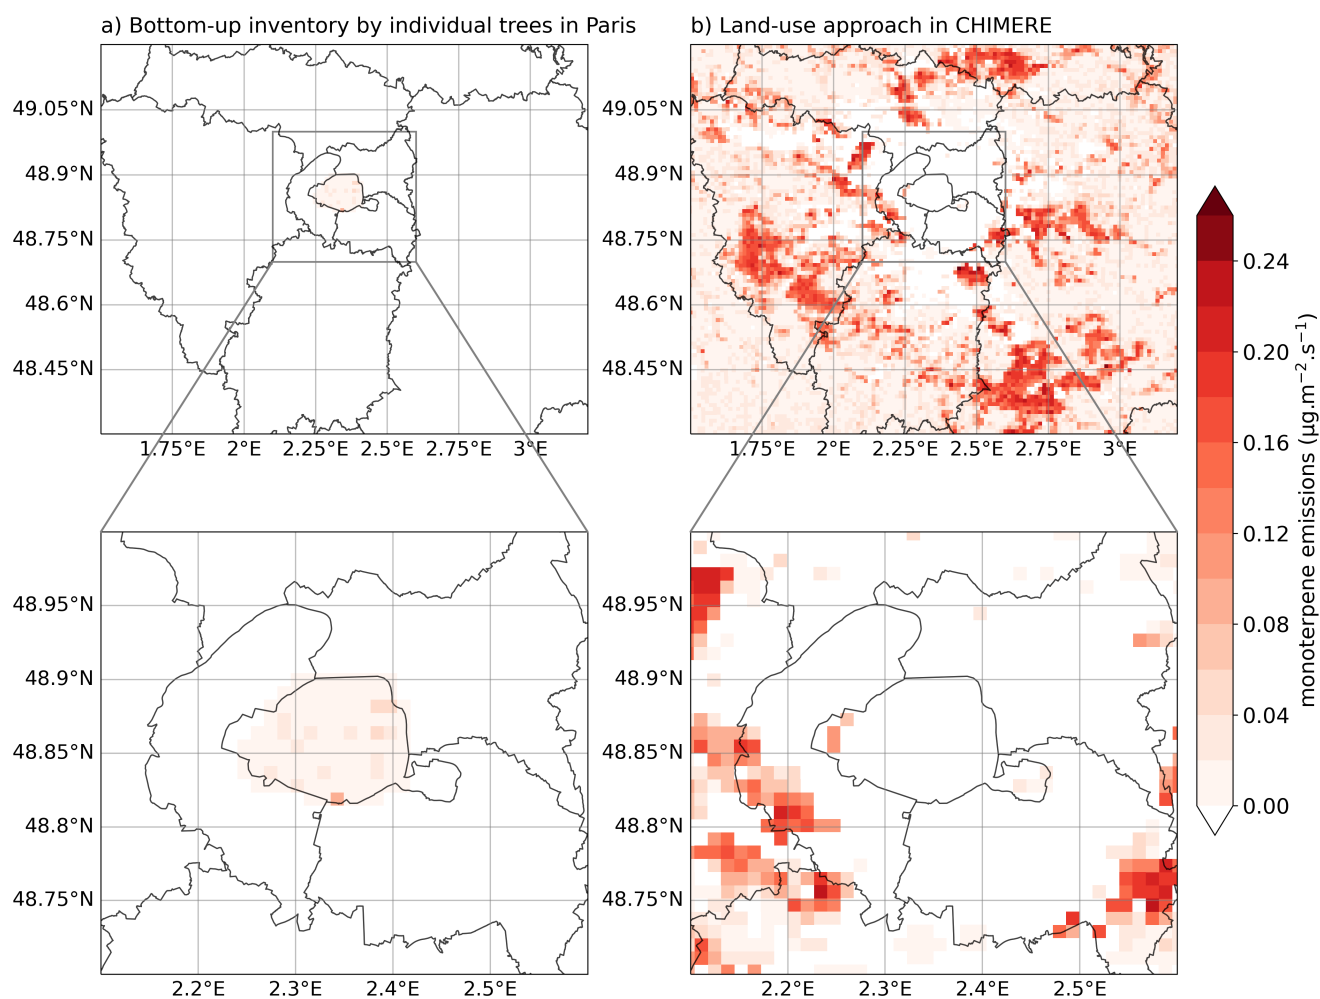 a) Bottom-up inventory by individual trees in Paris
b) Land-use approach in CHIMERE
49.05°N
48.9°N
48.75°N
48.6°N
48.45°N
1.75°E 2°E 2.25°E 2.5°E 2.75°E 3°E
49.05°N
48.9°N
48.75°N
48.6°N
48.45°N
1.75°E 2°E 2.25°E 2.5°E 2.75°E 3°E
48.95°N
48.9°N
48.85°N
48.8°N
48.75°N
2.2°E 2.3°E 2.4°E 2.5°E
48.95°N
48.9°N
48.85°N
48.8°N
48.75°N
2.2°E 2.3°E 2.4°E 2.5°E
0.24
0.20
0.16
0.12
0.08
0.04
0.00
monoterpene emissions (μg.m⁻².s⁻¹)